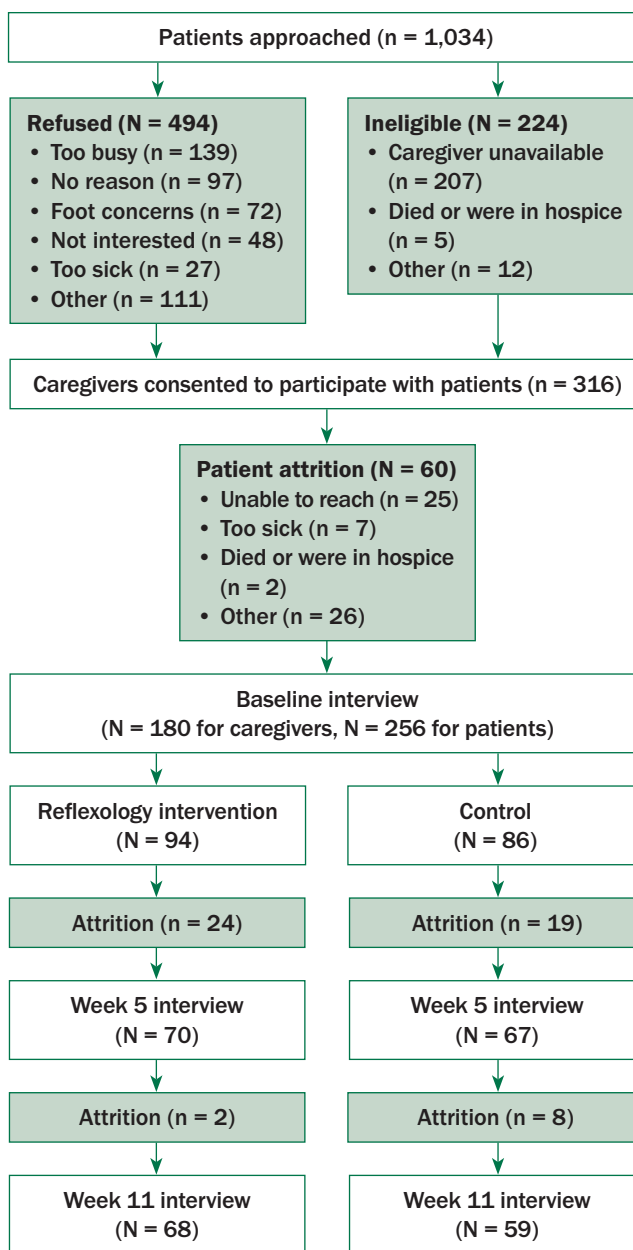 Patients approached (n = 1,034)
Refused (N = 494)
• Too busy (n = 139)
• No reason (n = 97)
• Foot concerns (n = 72)
• Not interested (n = 48)
• Too sick (n = 27)
• Other (n = 111)
Ineligible (N = 224)
• Caregiver unavailable
(n = 207)
• Died or were in hospice
(n = 5)
• Other (n = 12)
Caregivers consented to participate with patients (n = 316)
Patient attrition (N = 60)
• Unable to reach (n = 25)
• Too sick (n = 7)
• Died or were in hospice
(n = 2)
• Other (n = 26)
Baseline interview
(N = 180 for caregivers, N = 256 for patients)
Reflexology intervention
(N = 94)
Control
(N = 86)
Attrition (n = 24)
Attrition (n = 19)
Week 5 interview
(N = 70)
Week 5 interview
(N = 67)
Attrition (n = 2)
Attrition (n = 8)
Week 11 interview
(N = 68)
Week 11 interview
(N = 59)